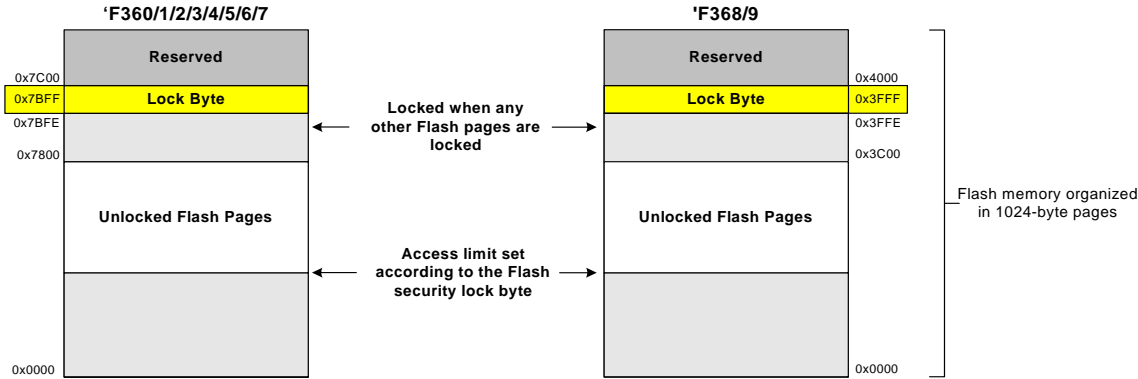 ‘F360/1/2/3/4/5/6/7
'F368/9
Reserved
Reserved
0x7C00
0x4000
0x7BFF
Lock Byte
Lock Byte
0x3FFF
0x7BFE
0x3FFE
Locked when any
other Flash pages are
locked
0x7800
0x3C00
Flash memory organized
in 1024-byte pages
Unlocked Flash Pages
Unlocked Flash Pages
Access limit set
according to the Flash
security lock byte
0x0000
0x0000